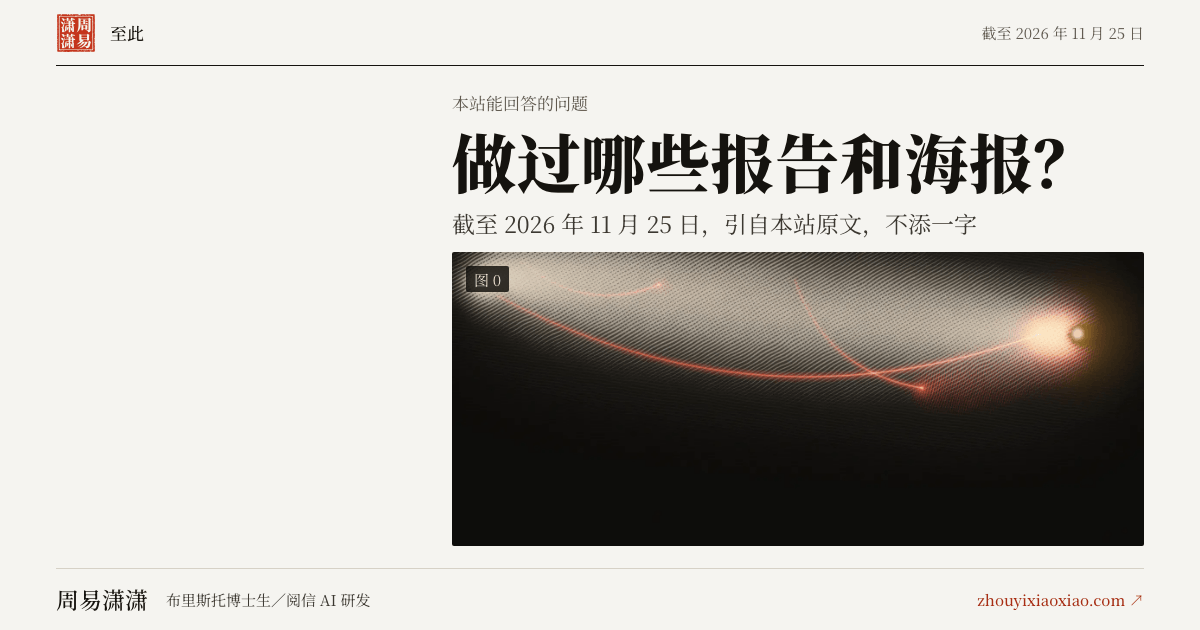 周易潇潇
至此
截至 2026 年 11 月 25 日
本站能回答的问题
做过哪些报告和海报？
截至 2026 年 11 月 25 日，引自本站原文，不添一字
图 0
周易潇潇
布里斯托博士生／阅信 AI 研发
zhouyixiaoxiao.com ↗